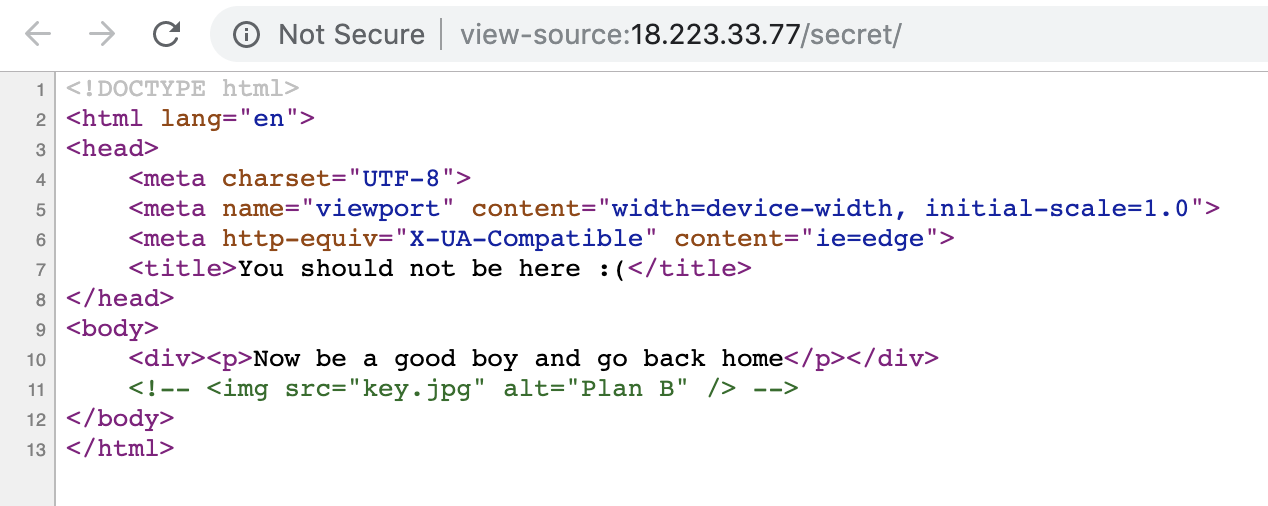 Not Secure | view-source:18.223.33.77/secret/
1 <!DOCTYPE html>
2 <html lang="en">
3 <head>
4     <meta charset="UTF-8">
5     <meta name="viewport" content="width=device-width, initial-scale=1.0">
6     <meta http-equiv="X-UA-Compatible" content="ie=edge">
7     <title>You should not be here :(</title>
8 </head>
9 <body>
10     <div><p>Now be a good boy and go back home</p></div>
11     <!-- <img src="key.jpg" alt="Plan B" /> -->
12 </body>
13 </html>